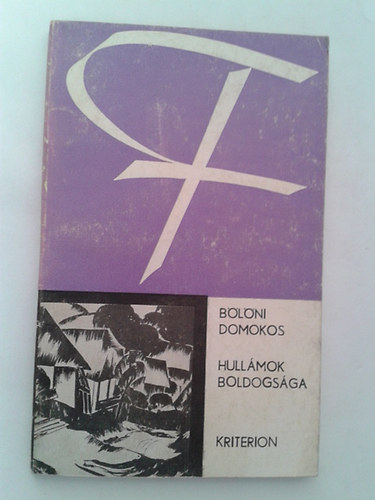 F
BÖLÖNI
DOMOKOS
HULLÁMOK
BOLDOGSÁGA
KRITERION